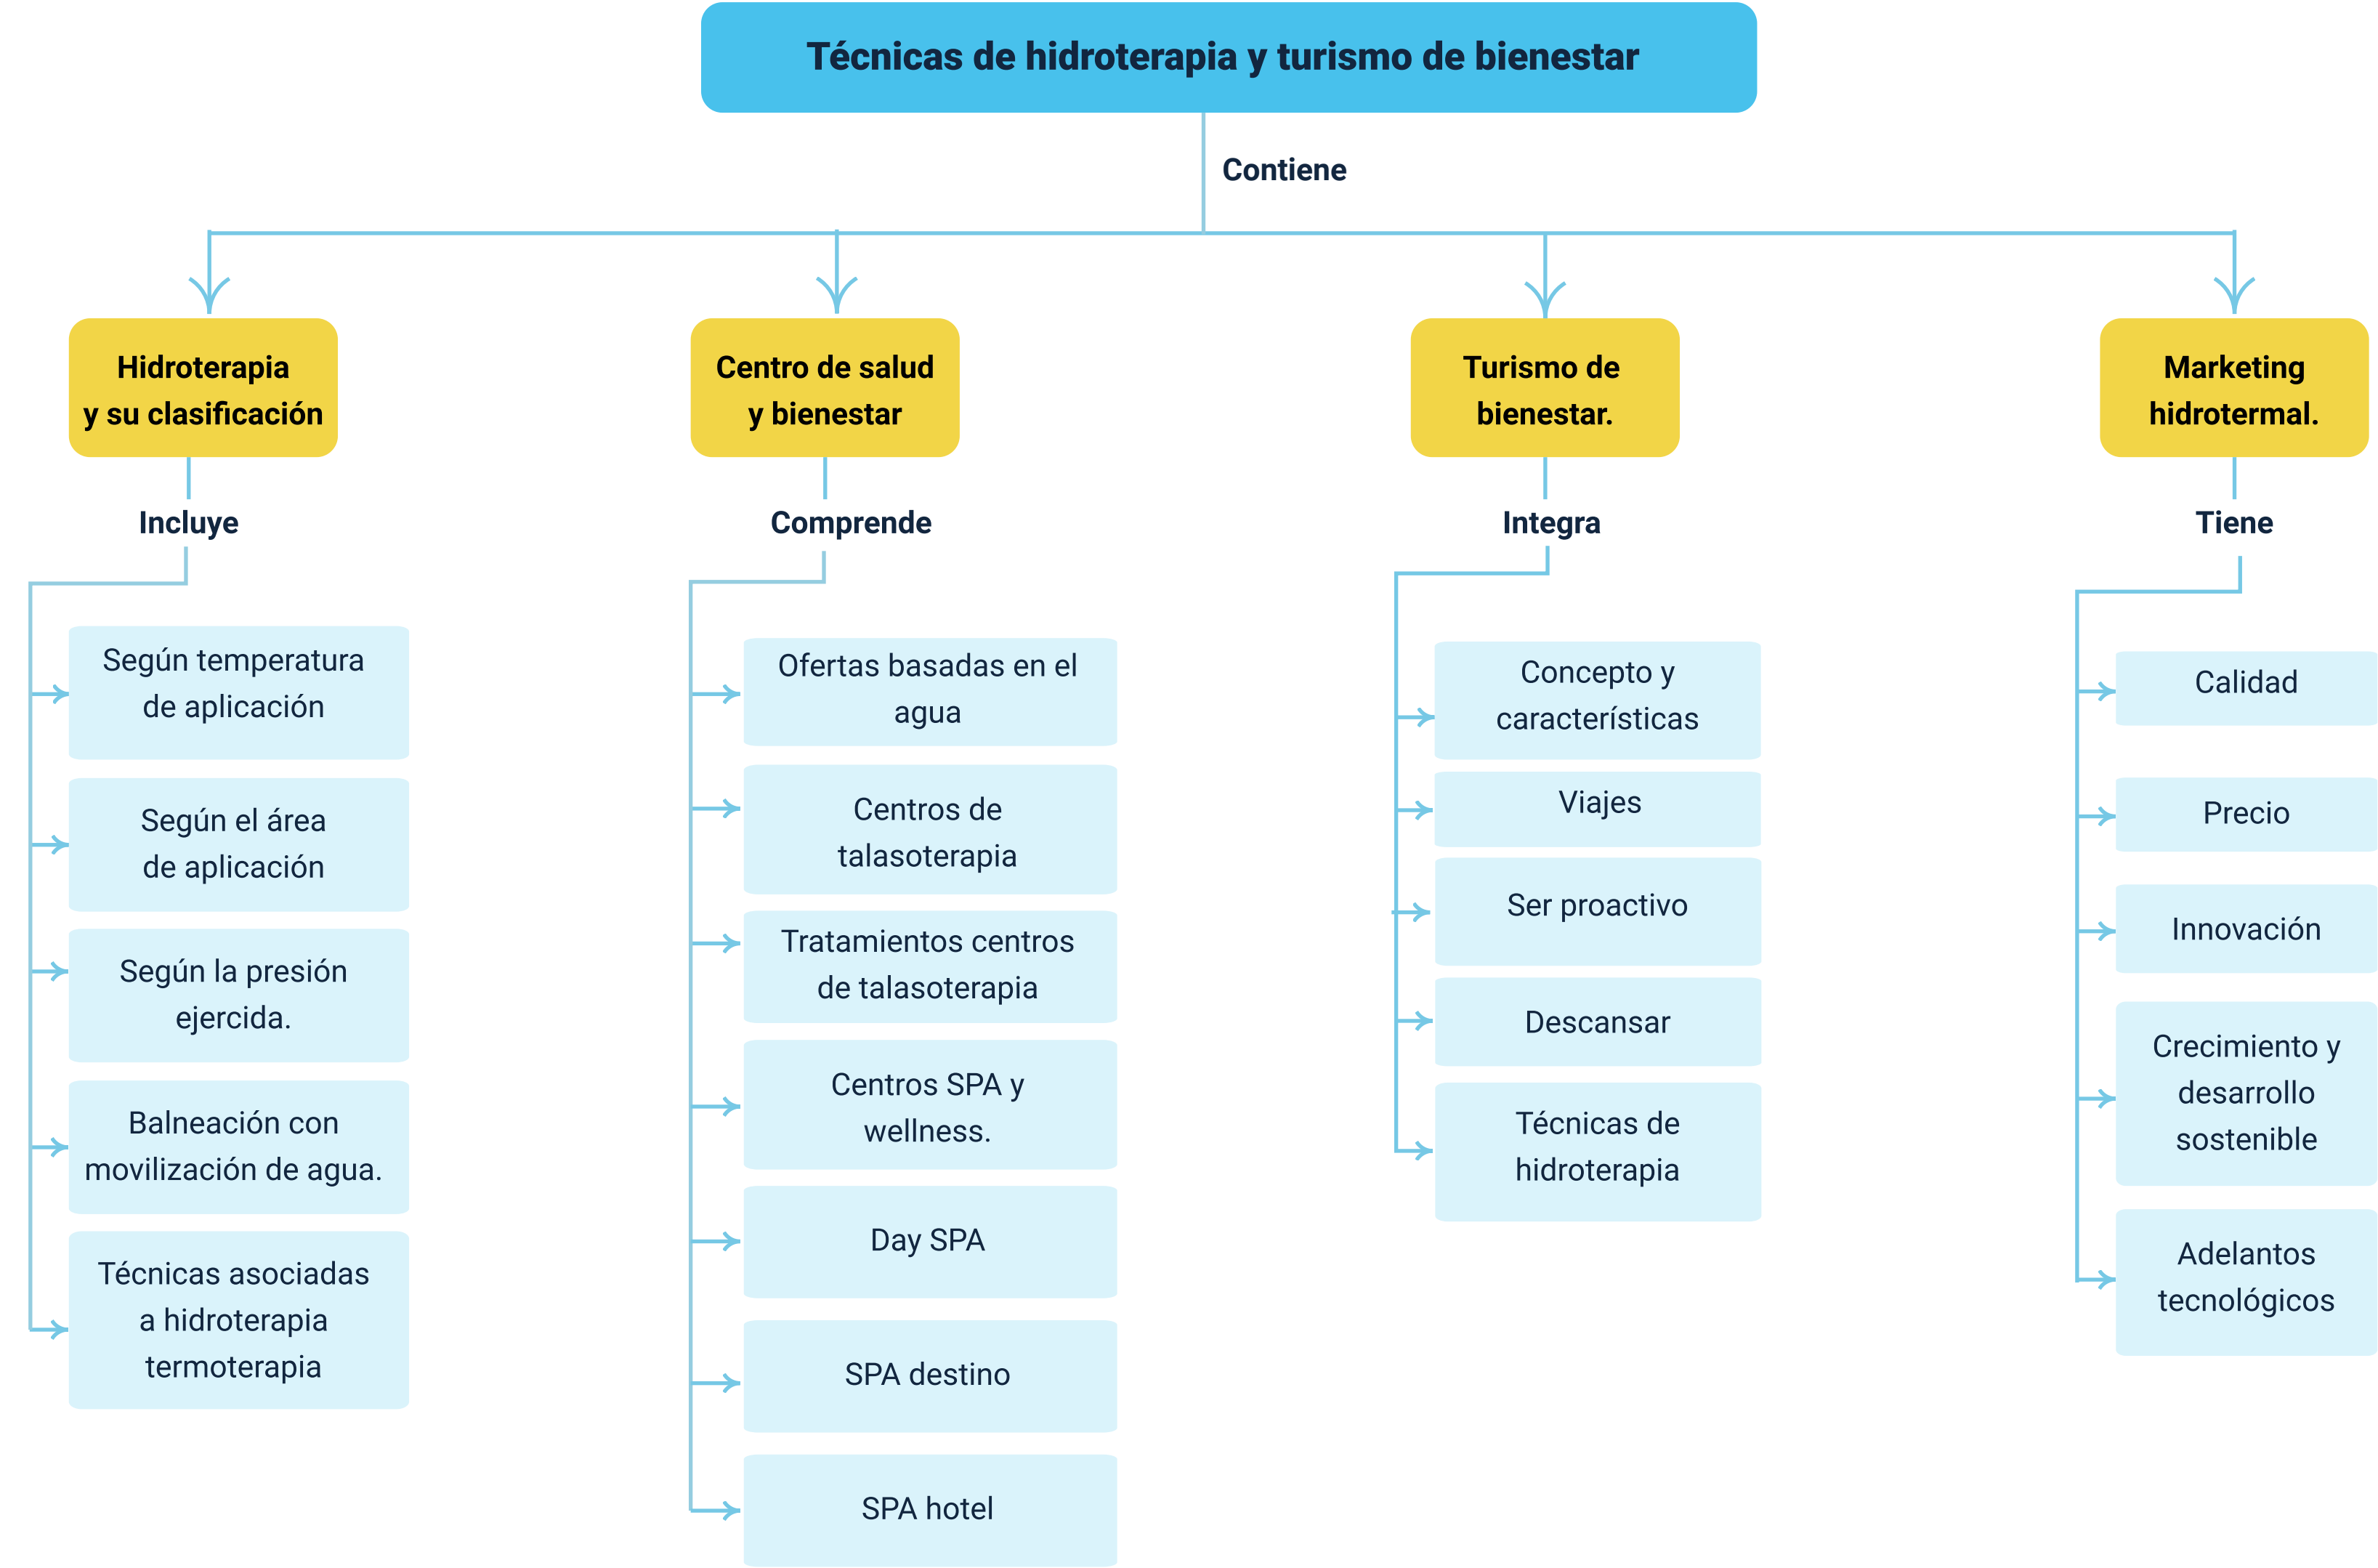 Técnicas de hidroterapia y turismo de bienestar
Contiene
Hidroterapia
y su clasificación
Incluye
Según temperatura
de aplicación
Según el área
de aplicación
Según la presión
ejercida.
Balneación con
movilización de agua.
Técnicas asociadas
a hidroterapia
termoterapia
Centro de salud
y bienestar
Comprende
Ofertas basadas en el
agua
Centros de
talasoterapia
Tratamientos centros
de talasoterapia
Centros SPA y
wellness.
Day SPA
SPA destino
SPA hotel
Turismo de
bienestar.
Integra
Concepto y
características
Viajes
Ser proactivo
Descansar
Técnicas de
hidroterapia
Marketing
hidrotermal.
Tiene
Calidad
Precio
Innovación
Crecimiento y
desarrollo
sostenible
Adelantos
tecnológicos